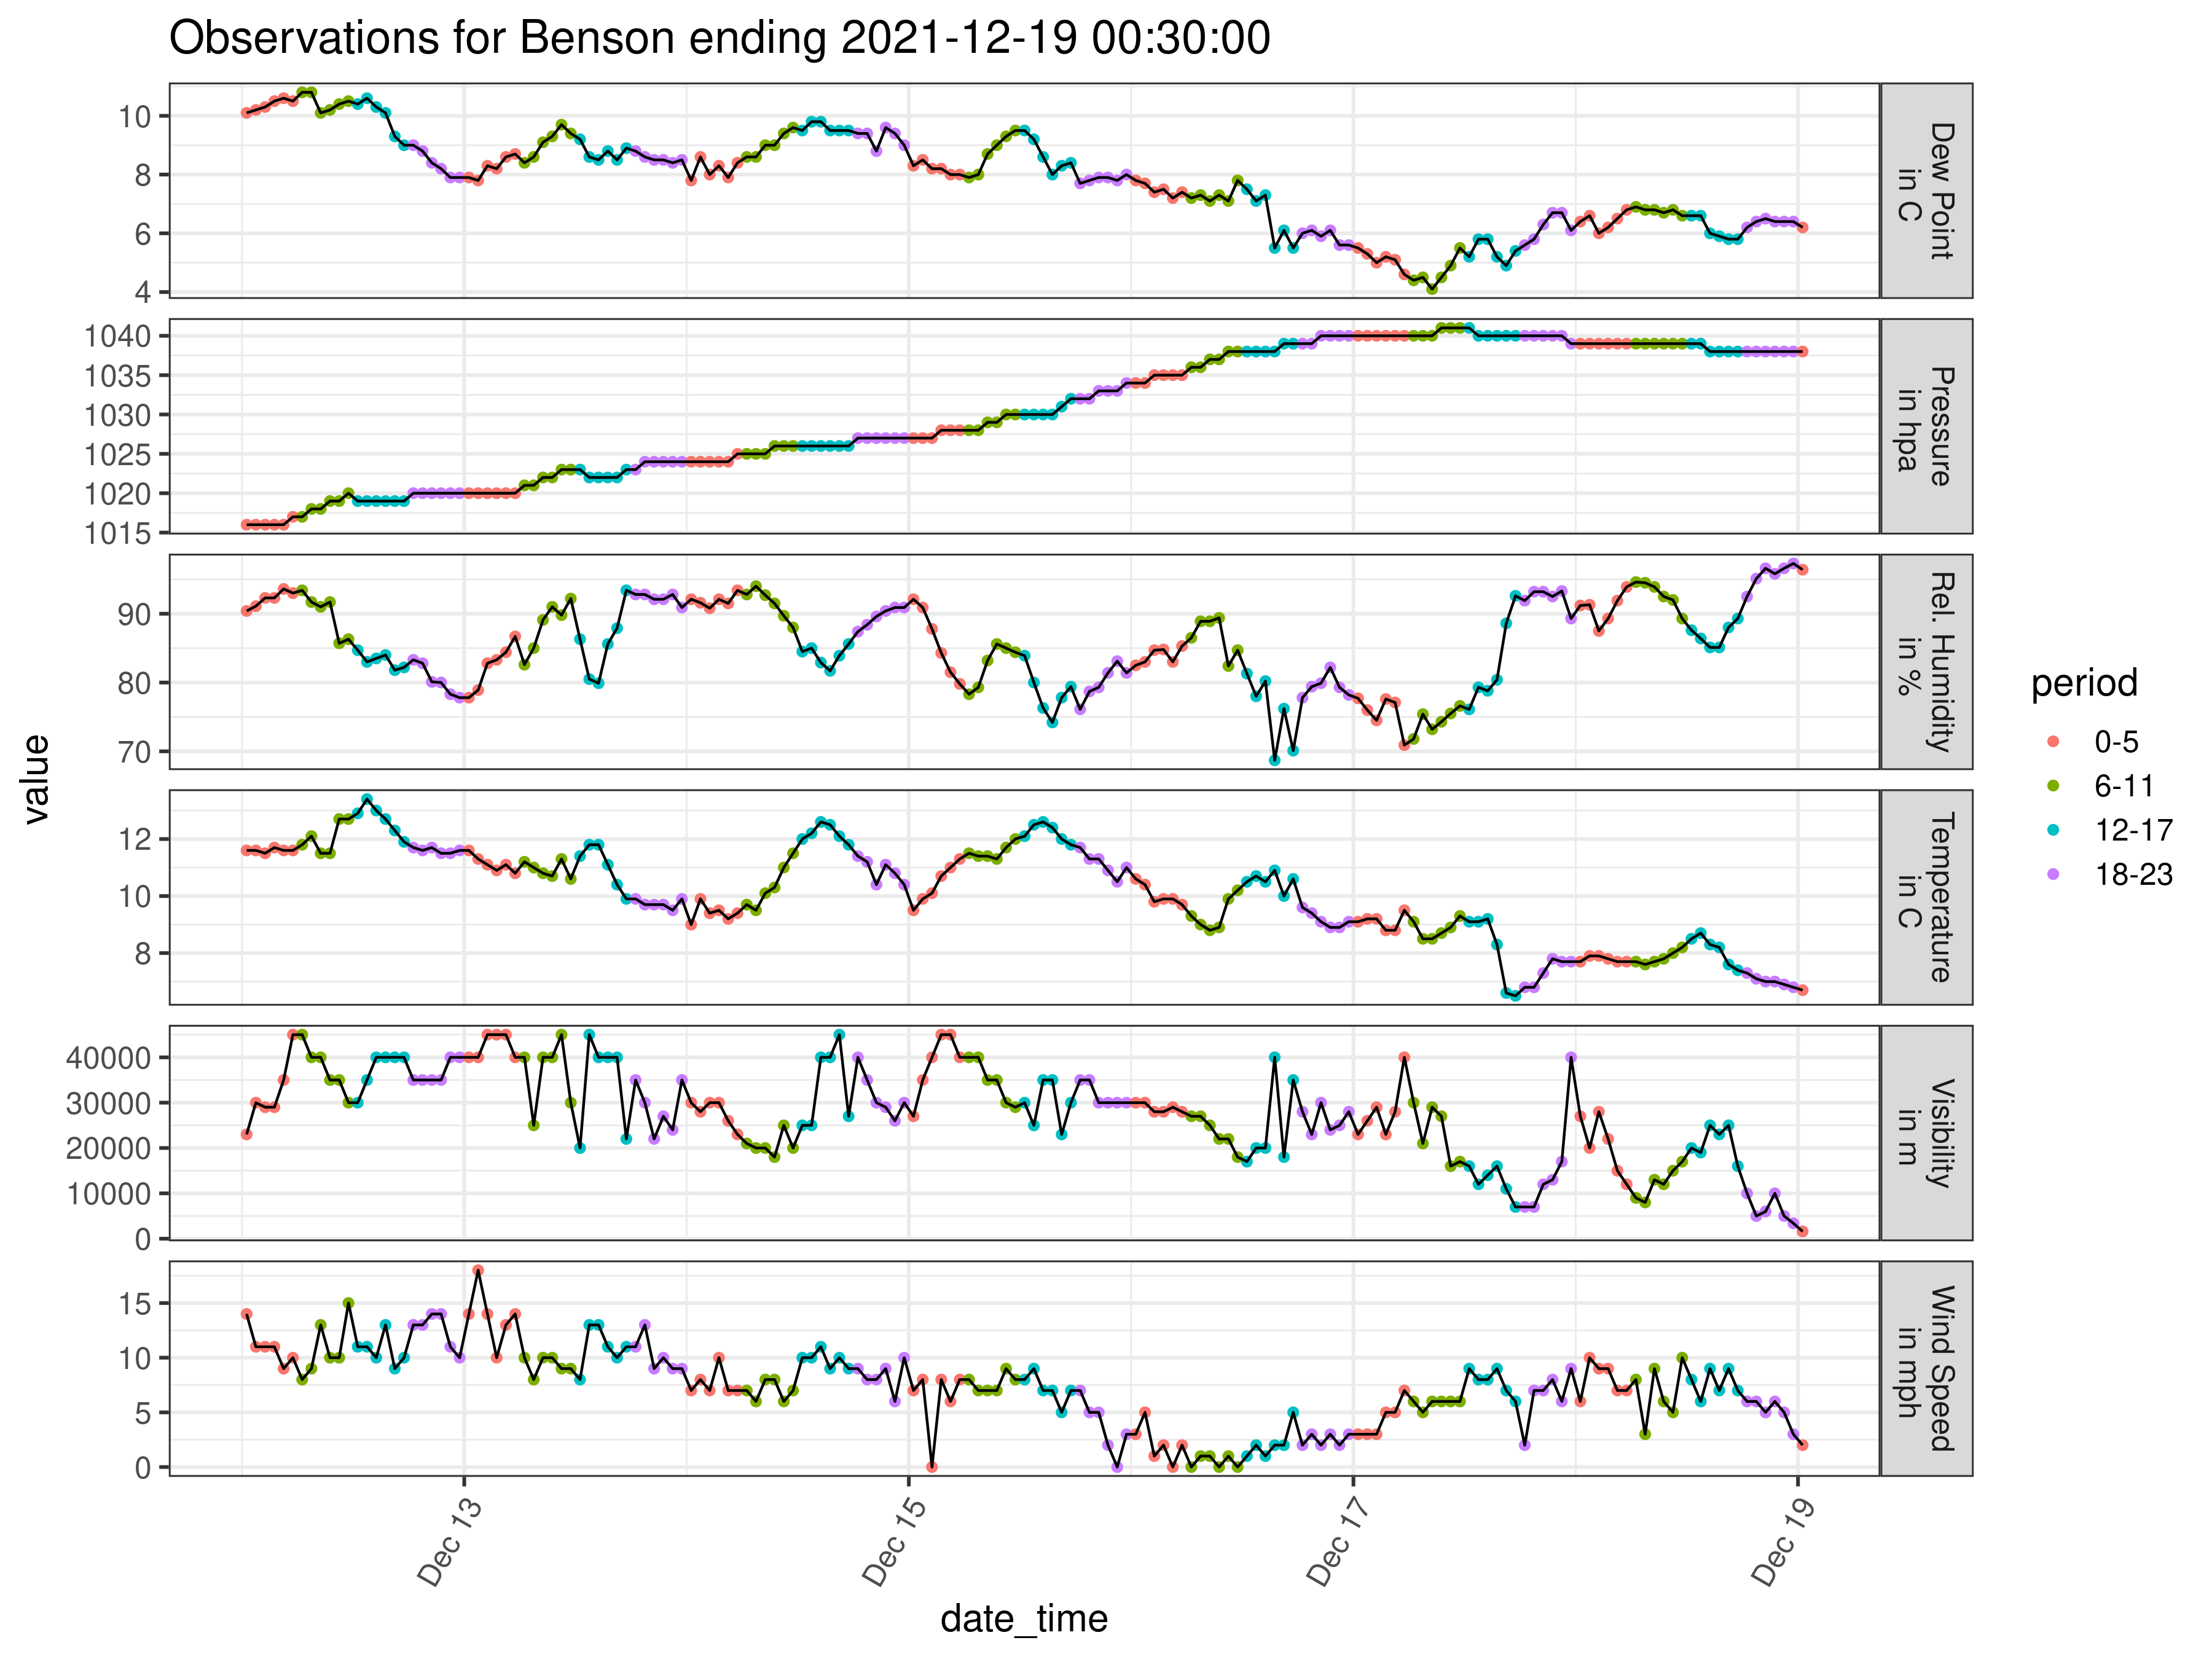 Observations for Benson ending 2021-12-19 00:30:00
value
10
8
6
4
Dew Point
in C
1040
1035
1030
1025
1020
1015
Pressure
in hpa
90
80
70
Rel. Humidity
in %
12
10
8
Temperature
in C
40000
30000
20000
10000
0
Visibility
in m
15
10
5
0
Wind Speed
in mph
Dec 13
Dec 15
Dec 17
Dec 19
date_time
period
0-5
6-11
12-17
18-23